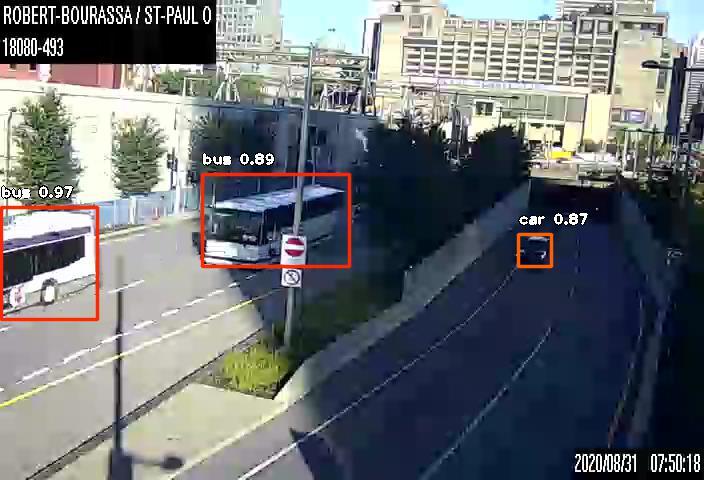 ROBERT-BOURASSA / ST-PAUL O
18080-493
bus 0.89
bus 0.97
car 0.87
2020/08/31 07:50:18